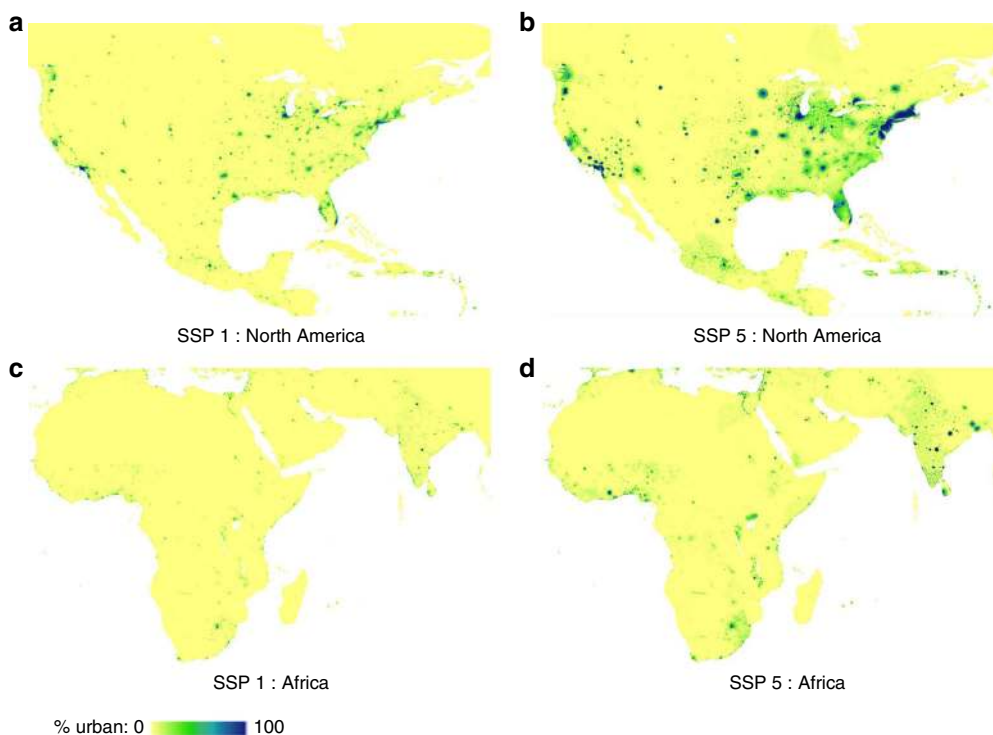 a
b
SSP 1 : North America
SSP 5 : North America
c
d
SSP 1 : Africa
SSP 5 : Africa
% urban: 0 100